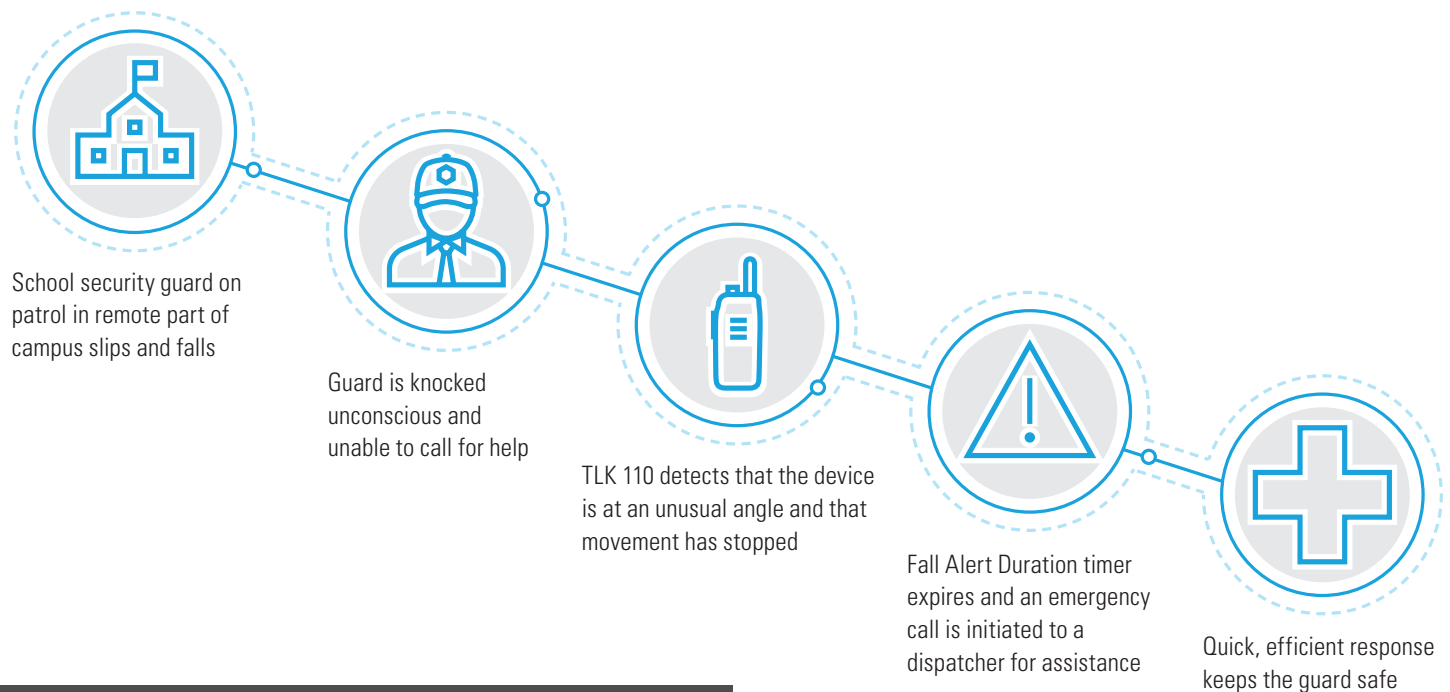 School security guard on
patrol in remote part of
campus slips and falls
Guard is knocked
unconscious and
unable to call for help
TLK 110 detects that the device
is at an unusual angle and that
movement has stopped
Fall Alert Duration timer
expires and an emergency
call is initiated to a
dispatcher for assistance
Quick, efficient response
keeps the guard safe